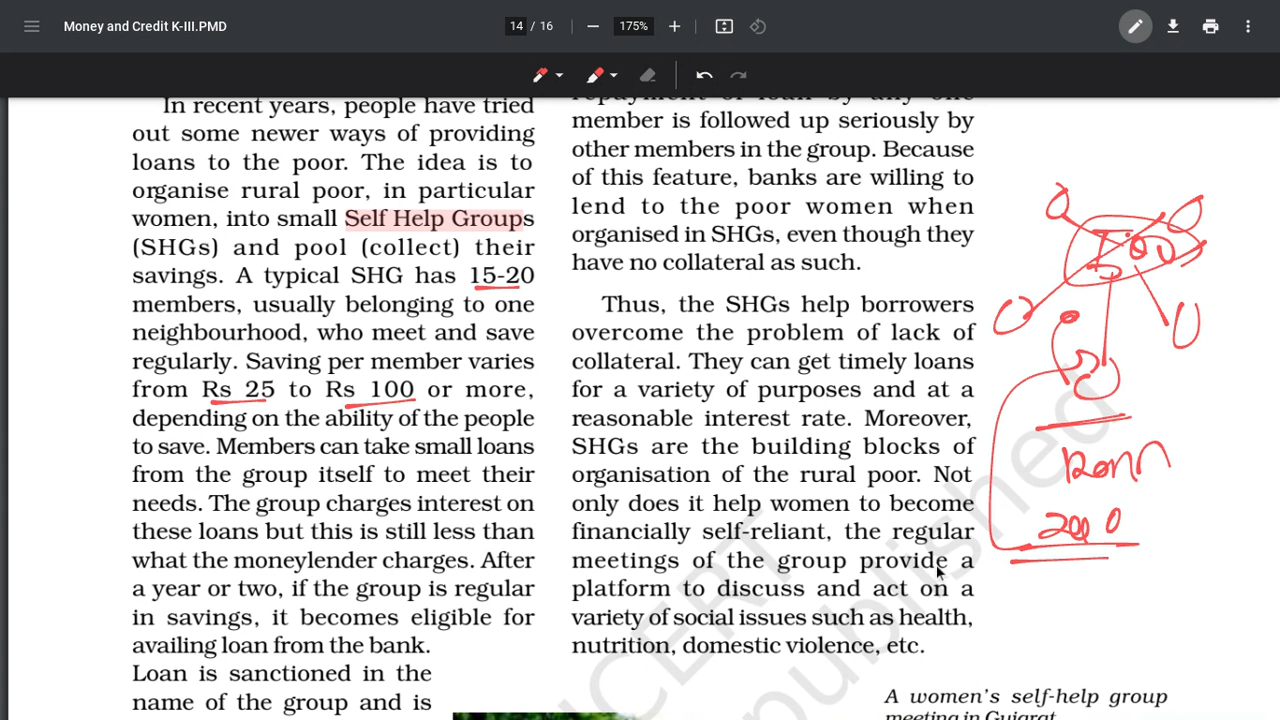 Money and Credit K-III.PMD
14 / 16
175%
In recent years, people have tried
out some newer ways of providing
loans to the poor. The idea is to
organise rural poor, in particular
women, into small Self Help Groups
(SHGs) and pool (collect) their
savings. A typical SHG has 15-20
members, usually belonging to one
neighbourhood, who meet and save
regularly. Saving per member varies
from Rs 25 to Rs 100 or more,
depending on the ability of the people
to save. Members can take small loans
from the group itself to meet their
needs. The group charges interest on
these loans but this is still less than
what the moneylender charges. After
a year or two, if the group is regular
in savings, it becomes eligible for
availing loan from the bank.
Loan is sanctioned in the
name of the group and is
repayment of loan by any one
member is followed up seriously by
other members in the group. Because
of this feature, banks are willing to
lend to the poor women when
organised in SHGs, even though they
have no collateral as such.
Thus, the SHGs help borrowers
overcome the problem of lack of
collateral. They can get timely loans
for a variety of purposes and at a
reasonable interest rate. Moreover,
SHGs are the building blocks of
organisation of the rural poor. Not
only does it help women to become
financially self-reliant, the regular
meetings of the group provide a
platform to discuss and act on a
variety of social issues such as health,
nutrition, domestic violence, etc.
A women's self-help group
meeting in Gujarat
NCERT
published